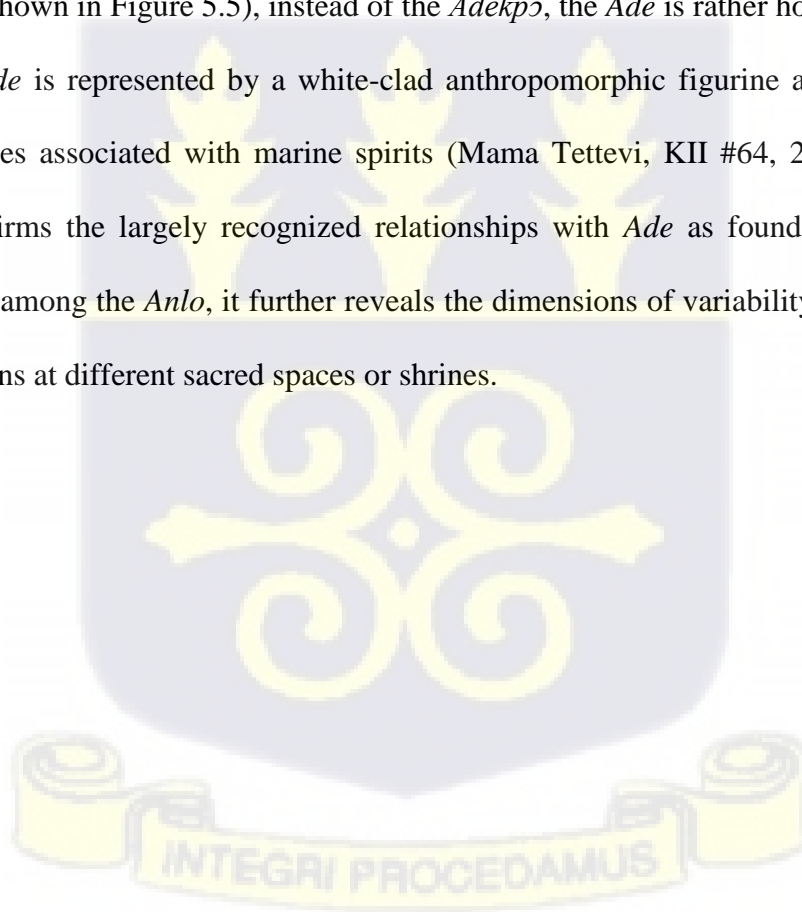 hown in Figure 5.5), instead of the Adekpɔ, the Ade is rather ho
de is represented by a white-clad anthropomorphic figurine a
es associated with marine spirits (Mama Tettevi, KII #64, 2
irms the largely recognized relationships with Ade as found
among the Anlo, it further reveals the dimensions of variability
ns at different sacred spaces or shrines.
INTEGRI PROCEDAMUS